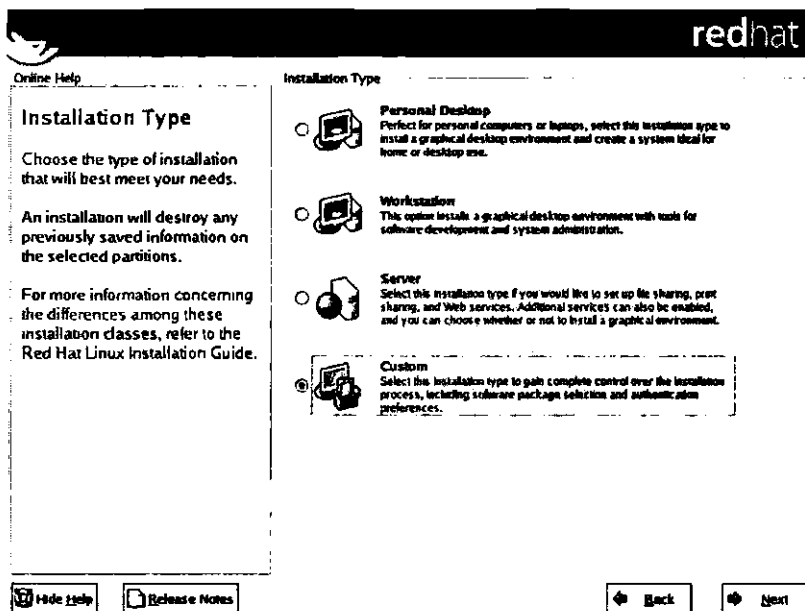 redhat
Online Help
Installation Type
Choose the type of installation
that will best meet your needs.
An installation will destroy any
previously saved information on
the selected partitions.
For more information concerning
the differences among these
installation classes, refer to the
Red Hat Linux Installation Guide.
Installation Type
Personal Desktop
Perfect for personal computers or laptops, select this installation type to
install a graphical desktop environment and create a system ideal for
home or desktop use.
Workstation
This option installs a graphical desktop environment with tools for
software development and system administration.
Server
Select this installation type if you would like to set up file sharing, print
sharing, and Web services. Additional services can also be enabled,
and you can choose whether or not to install a graphical environment.
Custom
Select this installation type to gain complete control over the installation
process, including software package selection and authentication
preferences.
Hide Help
Release Notes
Back
Next